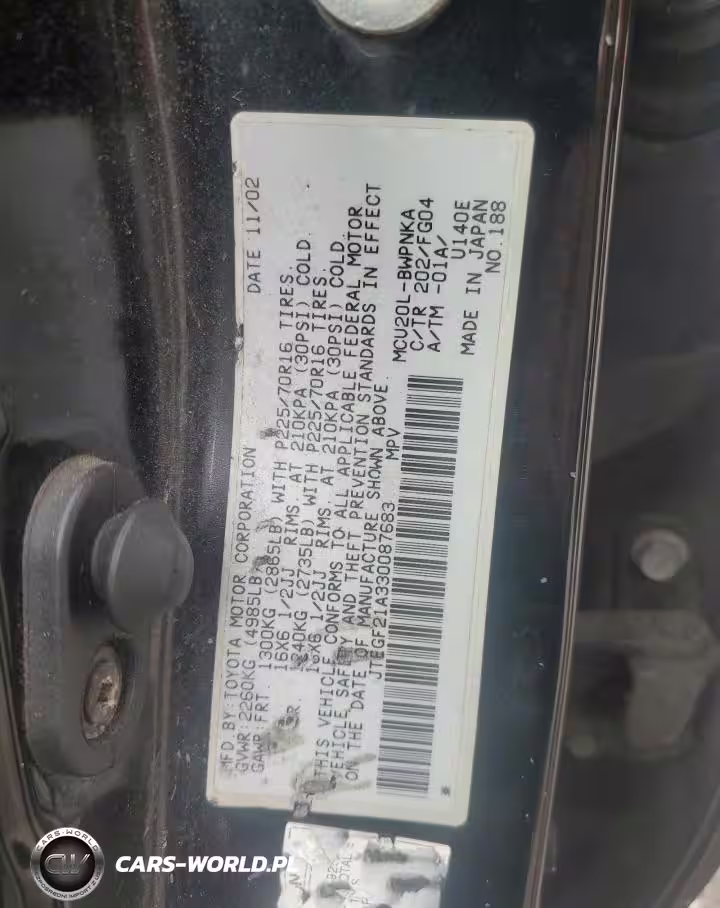 MFD BY:TOYOTA MOTOR CORPORATION DATE 11/02
GVWR:2260KG (4985LB)
GAWR:FRT. 1300KG (2865LB) WITH P225/70R16 TIRES.
16X6 1/2JJ RIMS. AT 210KPA (30PSI) COLD.
RR. 1240KG (2735LB) WITH P225/70R16 TIRES.
16X6 1/2JJ RIMS. AT 210KPA (30PSI) COLD.
THIS VEHICLE CONFORMS TO ALL APPLICABLE FEDERAL MOTOR
VEHICLE SAFETY AND THEFT PREVENTION STANDARDS IN EFFECT
ON THE DATE OF MANUFACTURE SHOWN ABOVE.
JTEGF21A330087683 MPV
MCU20L-BWPNKA
C/TR 202/FG04
A/TM -01A/ U140E
MADE IN JAPAN
NO.188
CARS-WORLD
CW
CARS-WORLD.PL